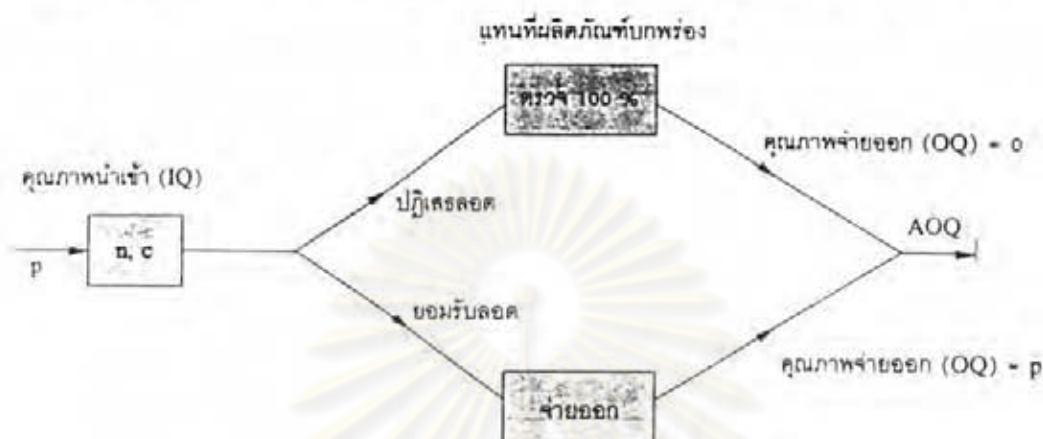 แทนที่ผลิตภัณฑ์บกพร่อง
ตรวจ 100 %
คุณภาพจ่ายออก (OQ) = 0
คุณภาพนำเข้า (IQ)
ปฏิเสธลอต
n, c
p
AOQ
ยอมรับลอต
คุณภาพจ่ายออก (OQ) = p
จ่ายออก